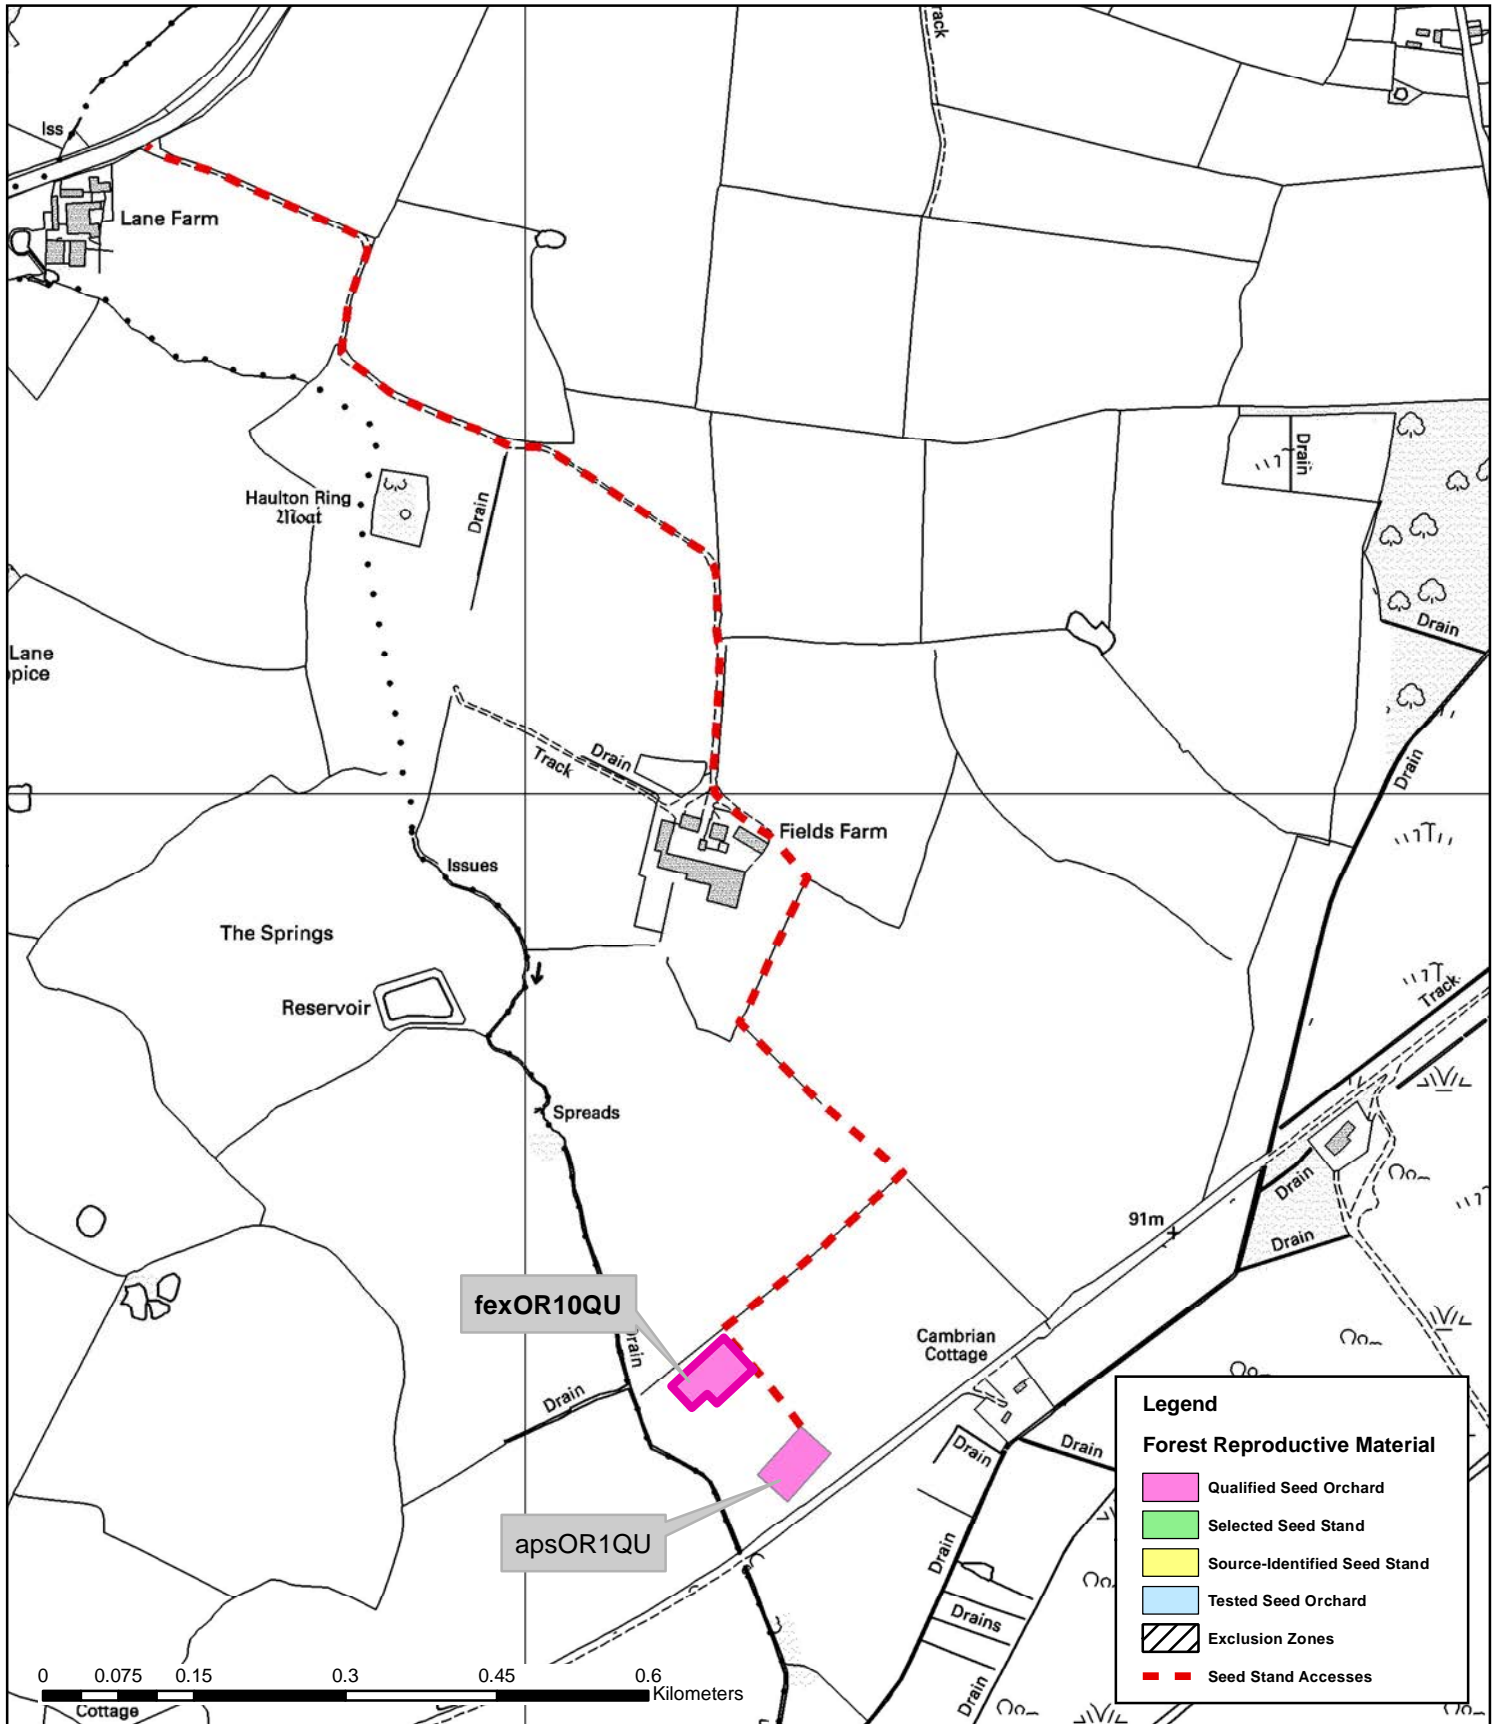 rack
Iss
Lane Farm
Drain
Haulton Ring
Moat
Drain
Drain
Lane
Drain
Track
Drain
Fields Farm
Issues
The Springs
Reservoir
Track
Spreads
Drain
91m
Drain
fexOR10QU
Drain
Cambrian
Cottage
Drain
Drain
Drain
apsOR1QU
Drain
Drains
Drain
Legend
Forest Reproductive Material
Qualified Seed Orchard
Selected Seed Stand
Source-Identified Seed Stand
Tested Seed Orchard
Exclusion Zones
Seed Stand Accesses
0 0.075 0.15 0.3 0.45 0.6
Kilometers
Cottage